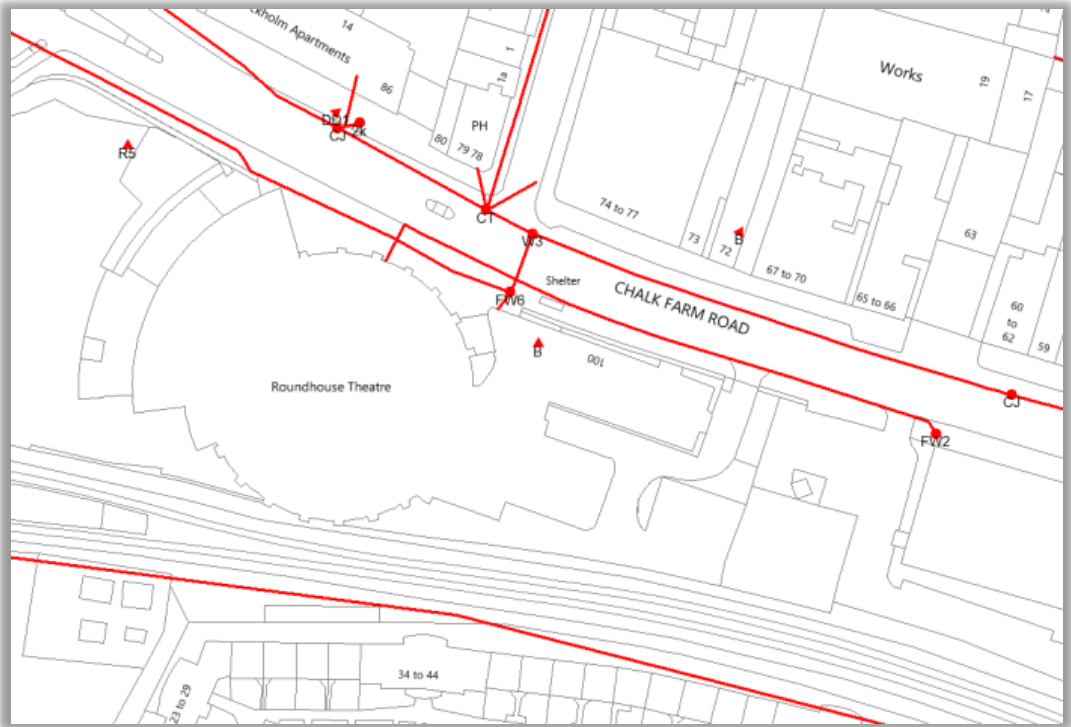 14
Apartments
86
1
1a
PH
80
79 78
DD1
CJ
2k
R5
CT
W3
74 to 77
73
72
B
67 to 70
65 to 66
Works
19
17
63
60
to
62
59
Shelter
CHALK FARM ROAD
FW6
B
100
Roundhouse Theatre
CJ
FW2
34 to 44
23 to 29